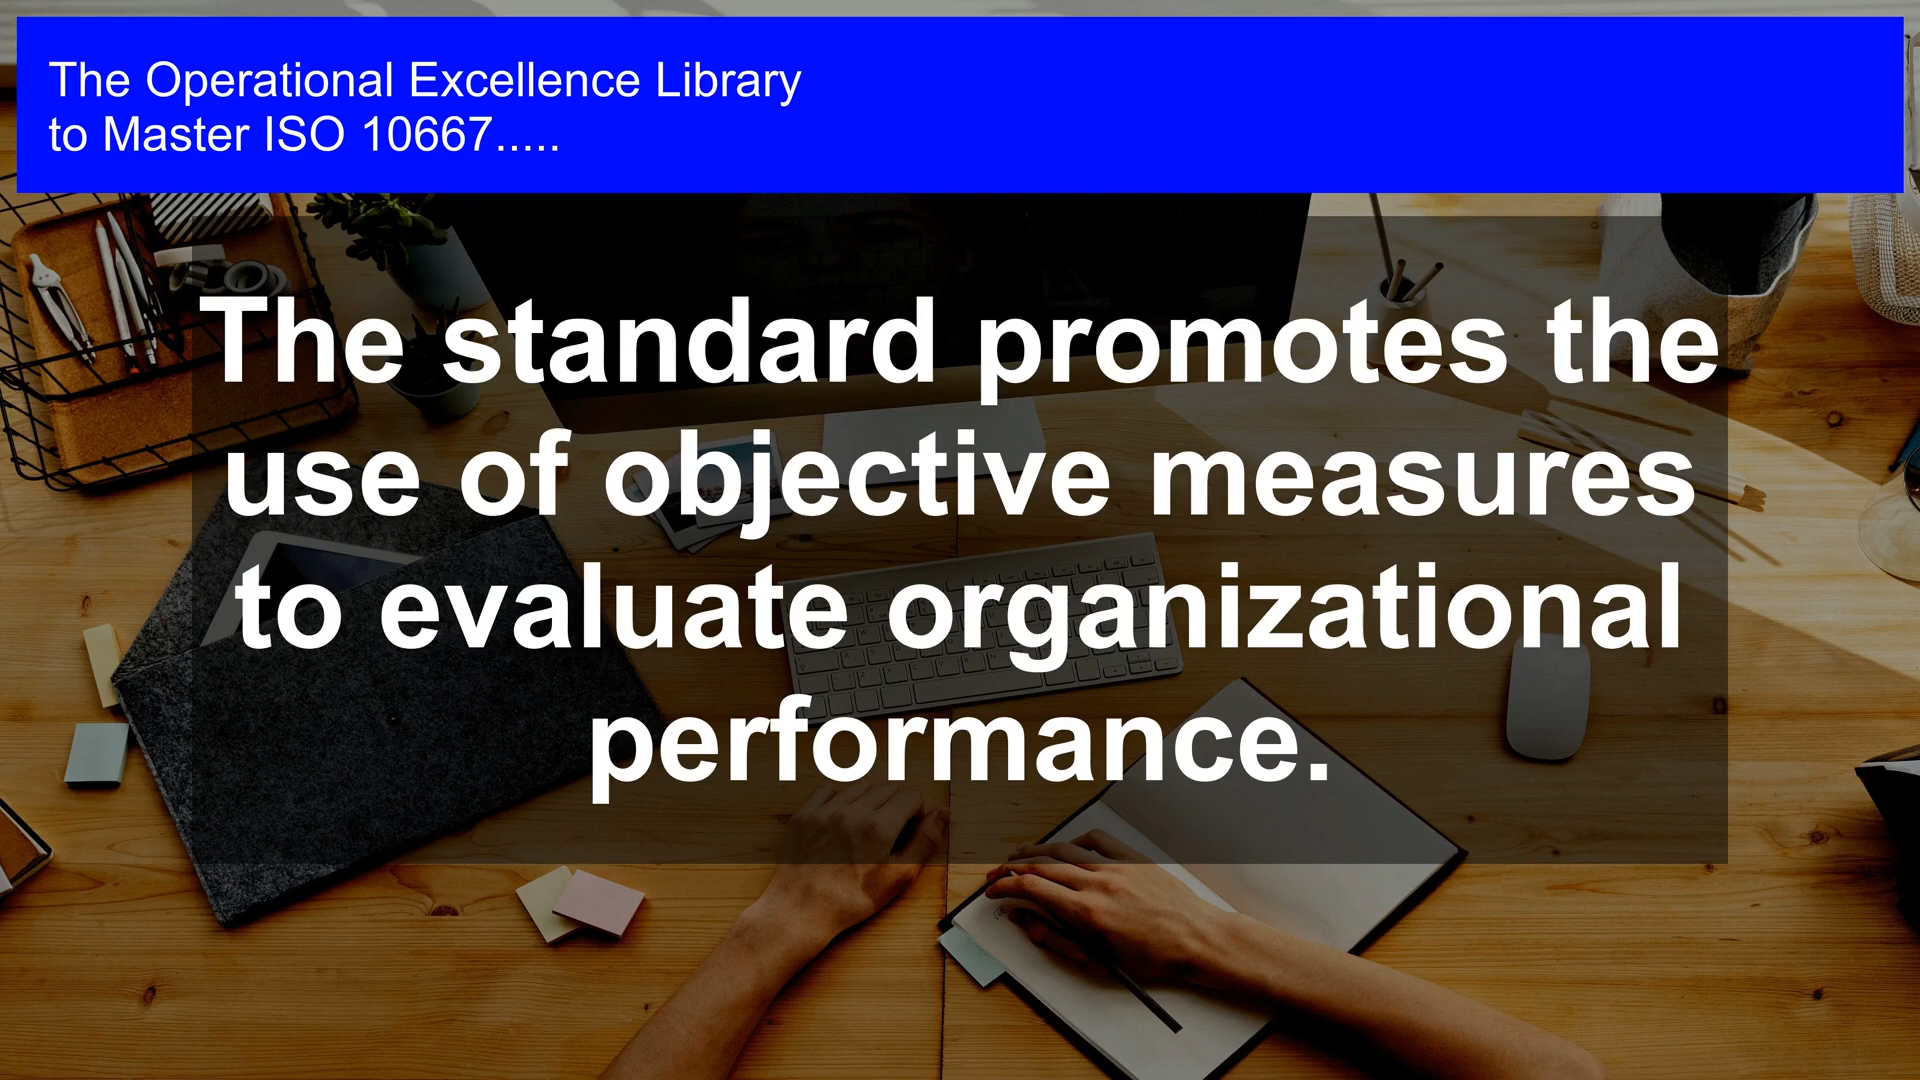 The Operational Excellence Library
to Master ISO 10667.....
The standard promotes the
use of objective measures
to evaluate organizational
performance.